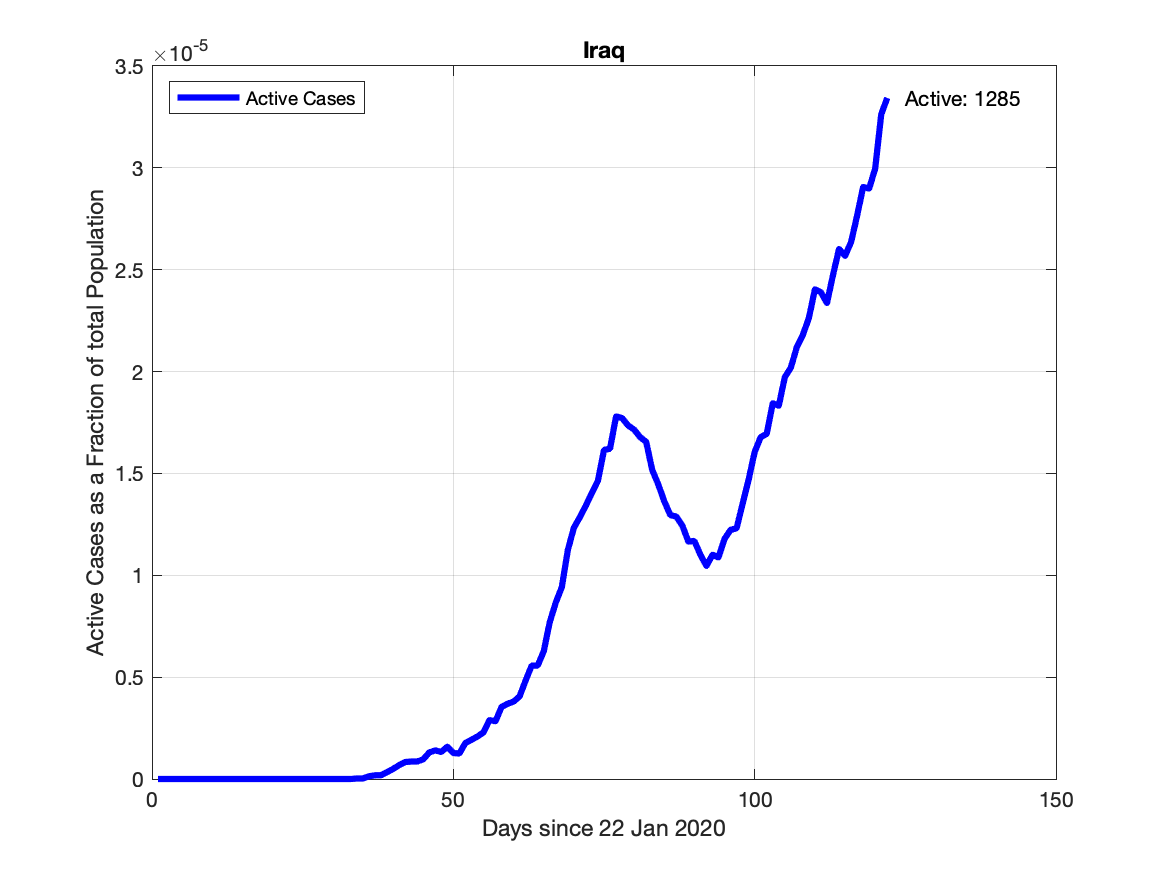 Iraq
×10-5
3.5
3
2.5
2
1.5
1
0.5
0
Active Cases
Active: 1285
Active Cases as a Fraction of total Population
0
50
100
150
Days since 22 Jan 2020